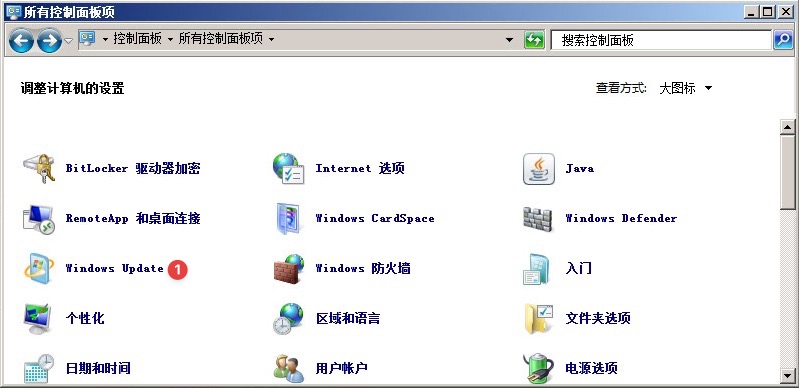 所有控制面板项
控制面板 所有控制面板项 搜索控制面板
调整计算机的设置 查看方式: 大图标
BitLocker 驱动器加密 Internet 选项 Java
RemoteApp 和桌面连接 Windows CardSpace Windows Defender
Windows Update 1 Windows 防火墙 入门
个性化 区域和语言 文件夹选项
日期和时间 用户帐户 电源选项